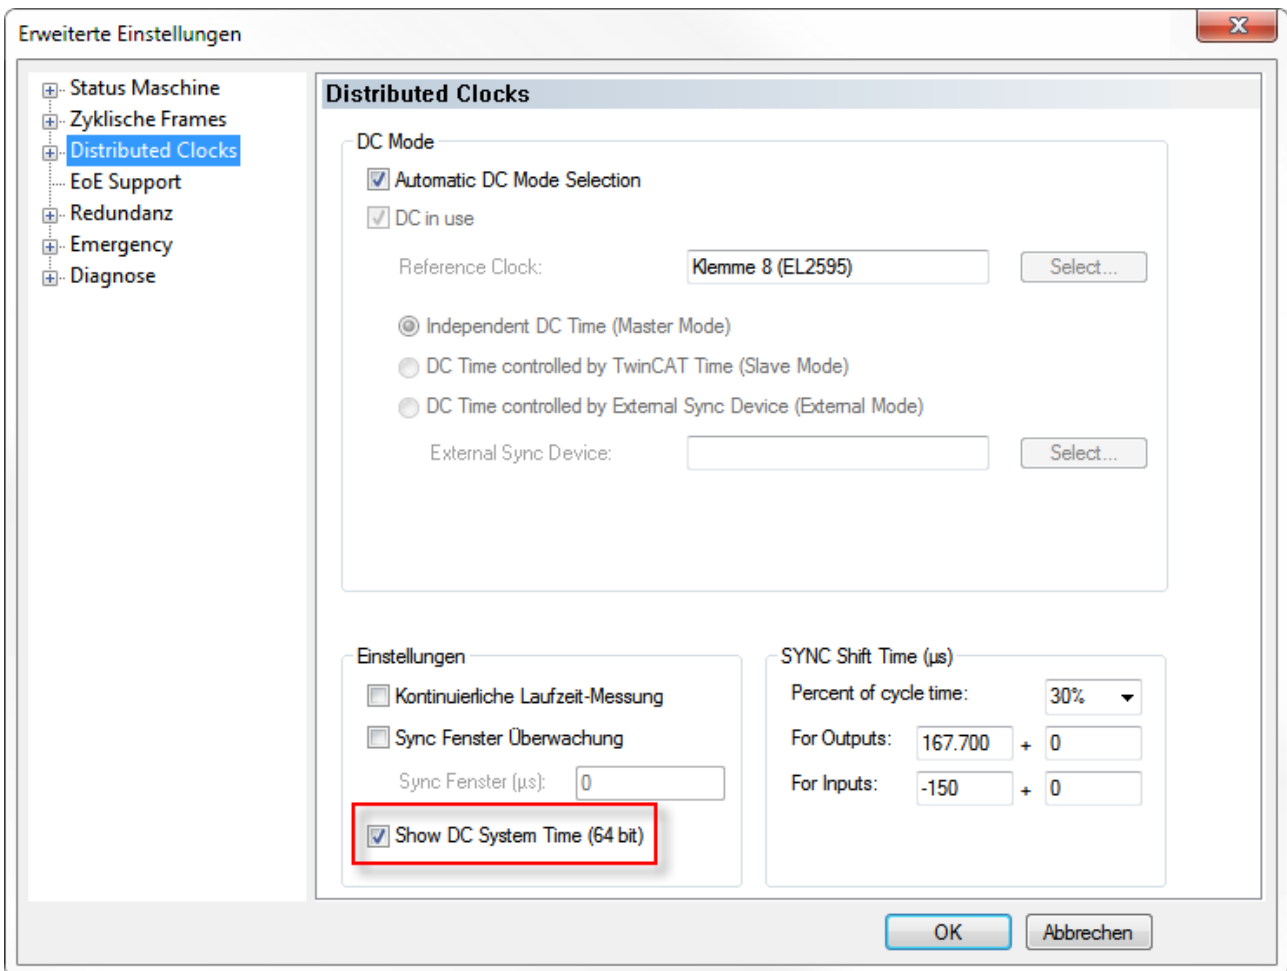 Erweiterte Einstellungen
Status Maschine
Zyklische Frames
Distributed Clocks
EoE Support
Redundanz
Emergency
Diagnose
Distributed Clocks
DC Mode
Automatic DC Mode Selection
DC in use
Reference Clock: Klemme 8 (EL2595) Select...
Independent DC Time (Master Mode)
DC Time controlled by TwinCAT Time (Slave Mode)
DC Time controlled by External Sync Device (External Mode)
External Sync Device: Select...
Einstellungen
Kontinuierliche Laufzeit-Messung
Sync Fenster Überwachung
Sync Fenster (µs): 0
Show DC System Time (64 bit)
SYNC Shift Time (µs)
Percent of cycle time: 30%
For Outputs: 167.700 + 0
For Inputs: -150 + 0
OK Abbrechen